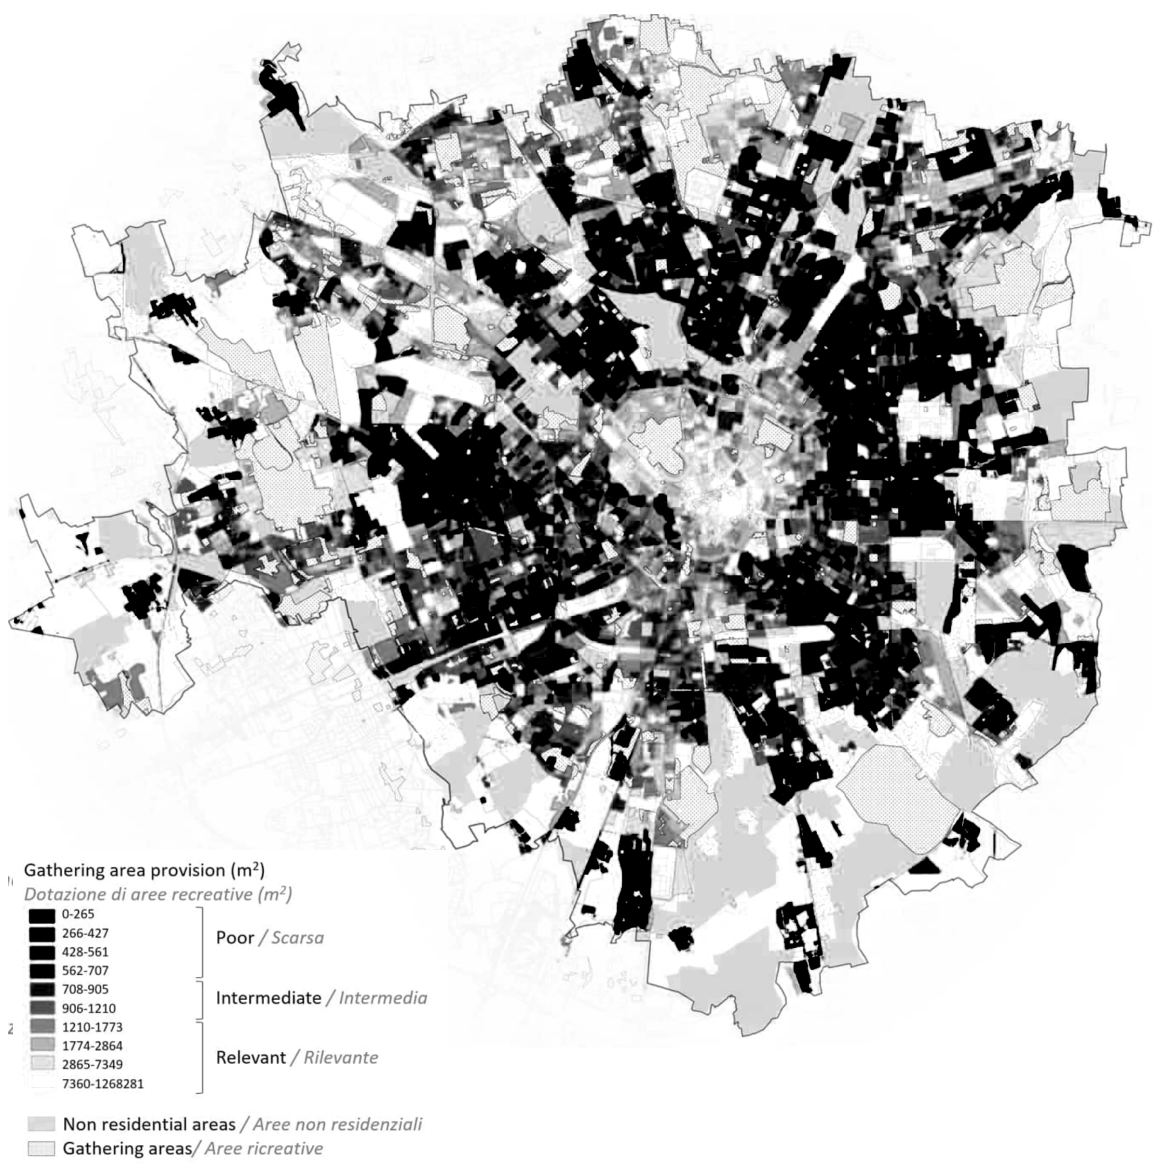 Gathering area provision (m²)
Dotazione di aree recreative (m²)
0-265
266-427
428-561
562-707
708-905
906-1210
1210-1773
1774-2864
2865-7349
7360-1268281
Poor / Scarsa
Intermediate / Intermedia
Relevant / Rilevante
Non residential areas / Aree non residenziali
Gathering areas/ Aree ricreative